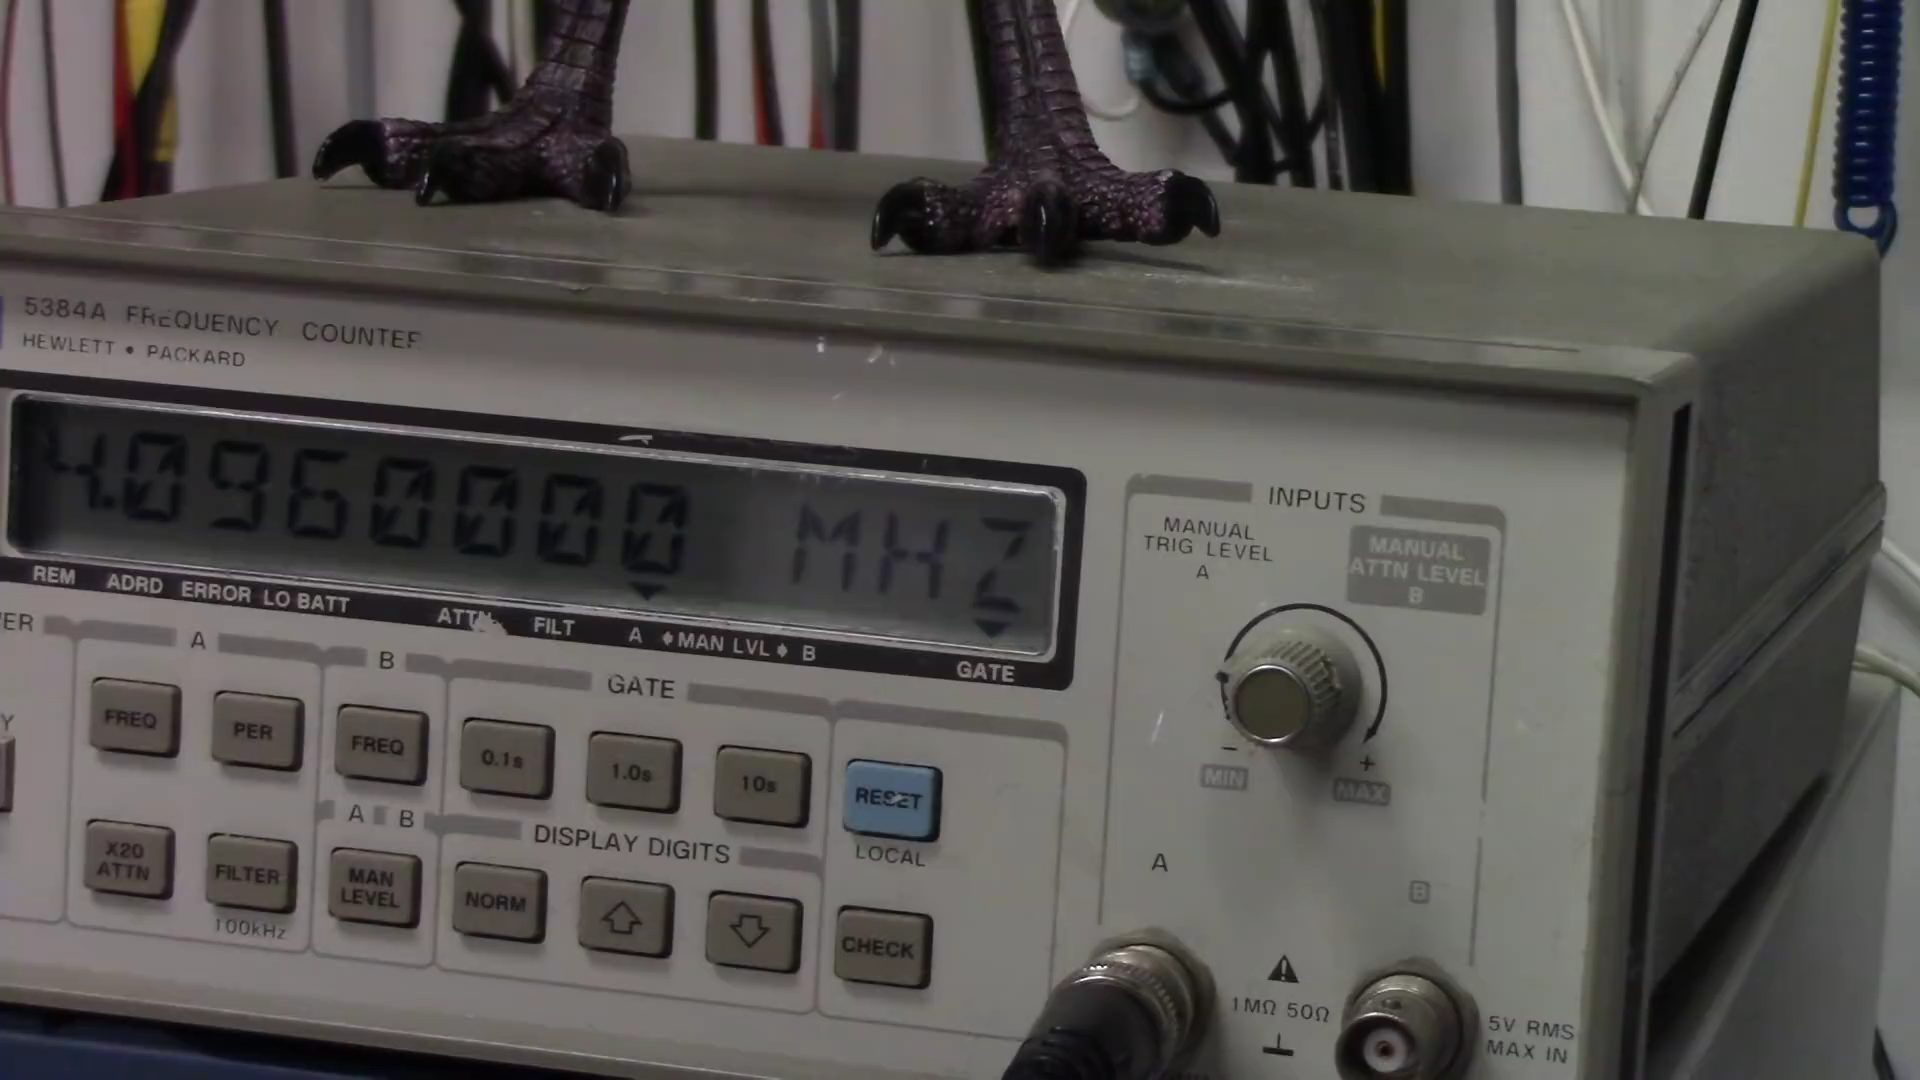 5384A FREQUENCY COUNTER
HEWLETT • PACKARD
4.0960000 MHZ
REM ADRD ERROR LO BATT ATTN FILT A MAN LVL B GATE
INPUTS
MANUAL
TRIG LEVEL
A
MANUAL
ATTN LEVEL
B
A
B
GATE
FREQ
PER
FREQ
0.1s
1.0s
10s
RESET
LOCAL
−
MIN
+
MAX
A B
DISPLAY DIGITS
X20
ATTN
FILTER
100kHz
MAN
LEVEL
NORM
CHECK
A
B
1MΩ 50Ω
5V RMS
MAX IN